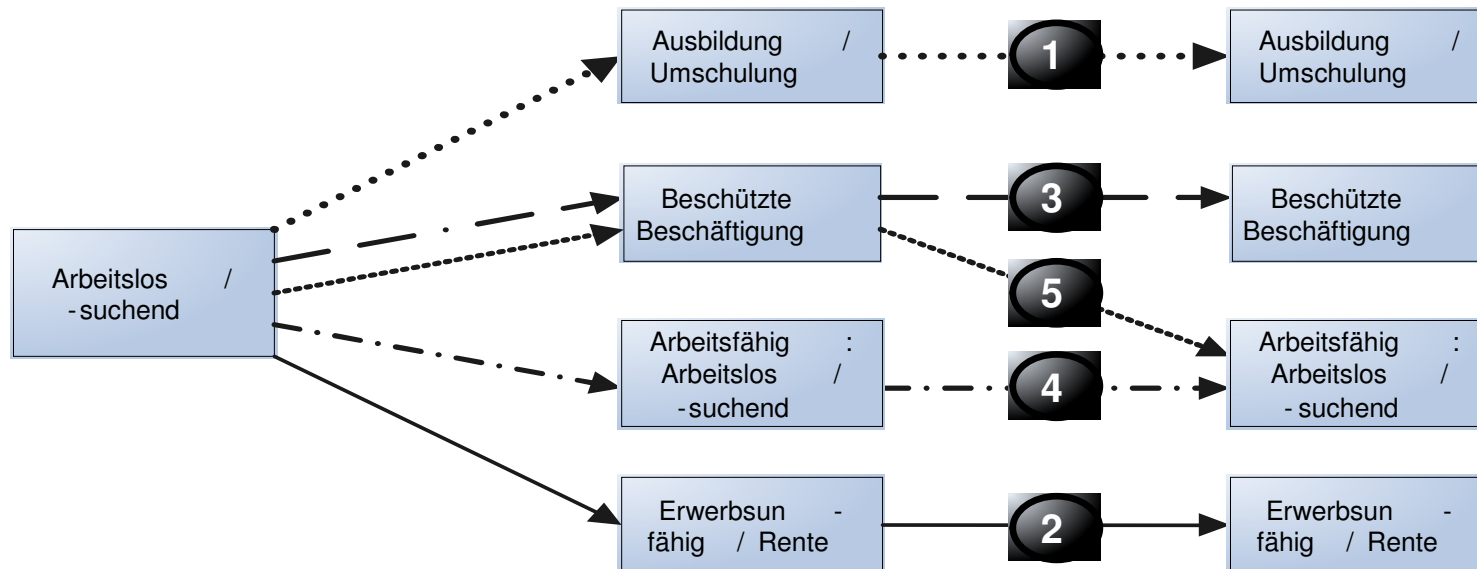 Ausbildung /
Umschulung
1
Ausbildung /
Umschulung
Beschützte
Beschäftigung
3
Beschützte
Beschäftigung
Arbeitslos /
-suchend
5
Arbeitsfähig :
Arbeitslos /
-suchend
4
Arbeitsfähig :
Arbeitslos /
-suchend
Erwerbsun -
fähig / Rente
2
Erwerbsun -
fähig / Rente